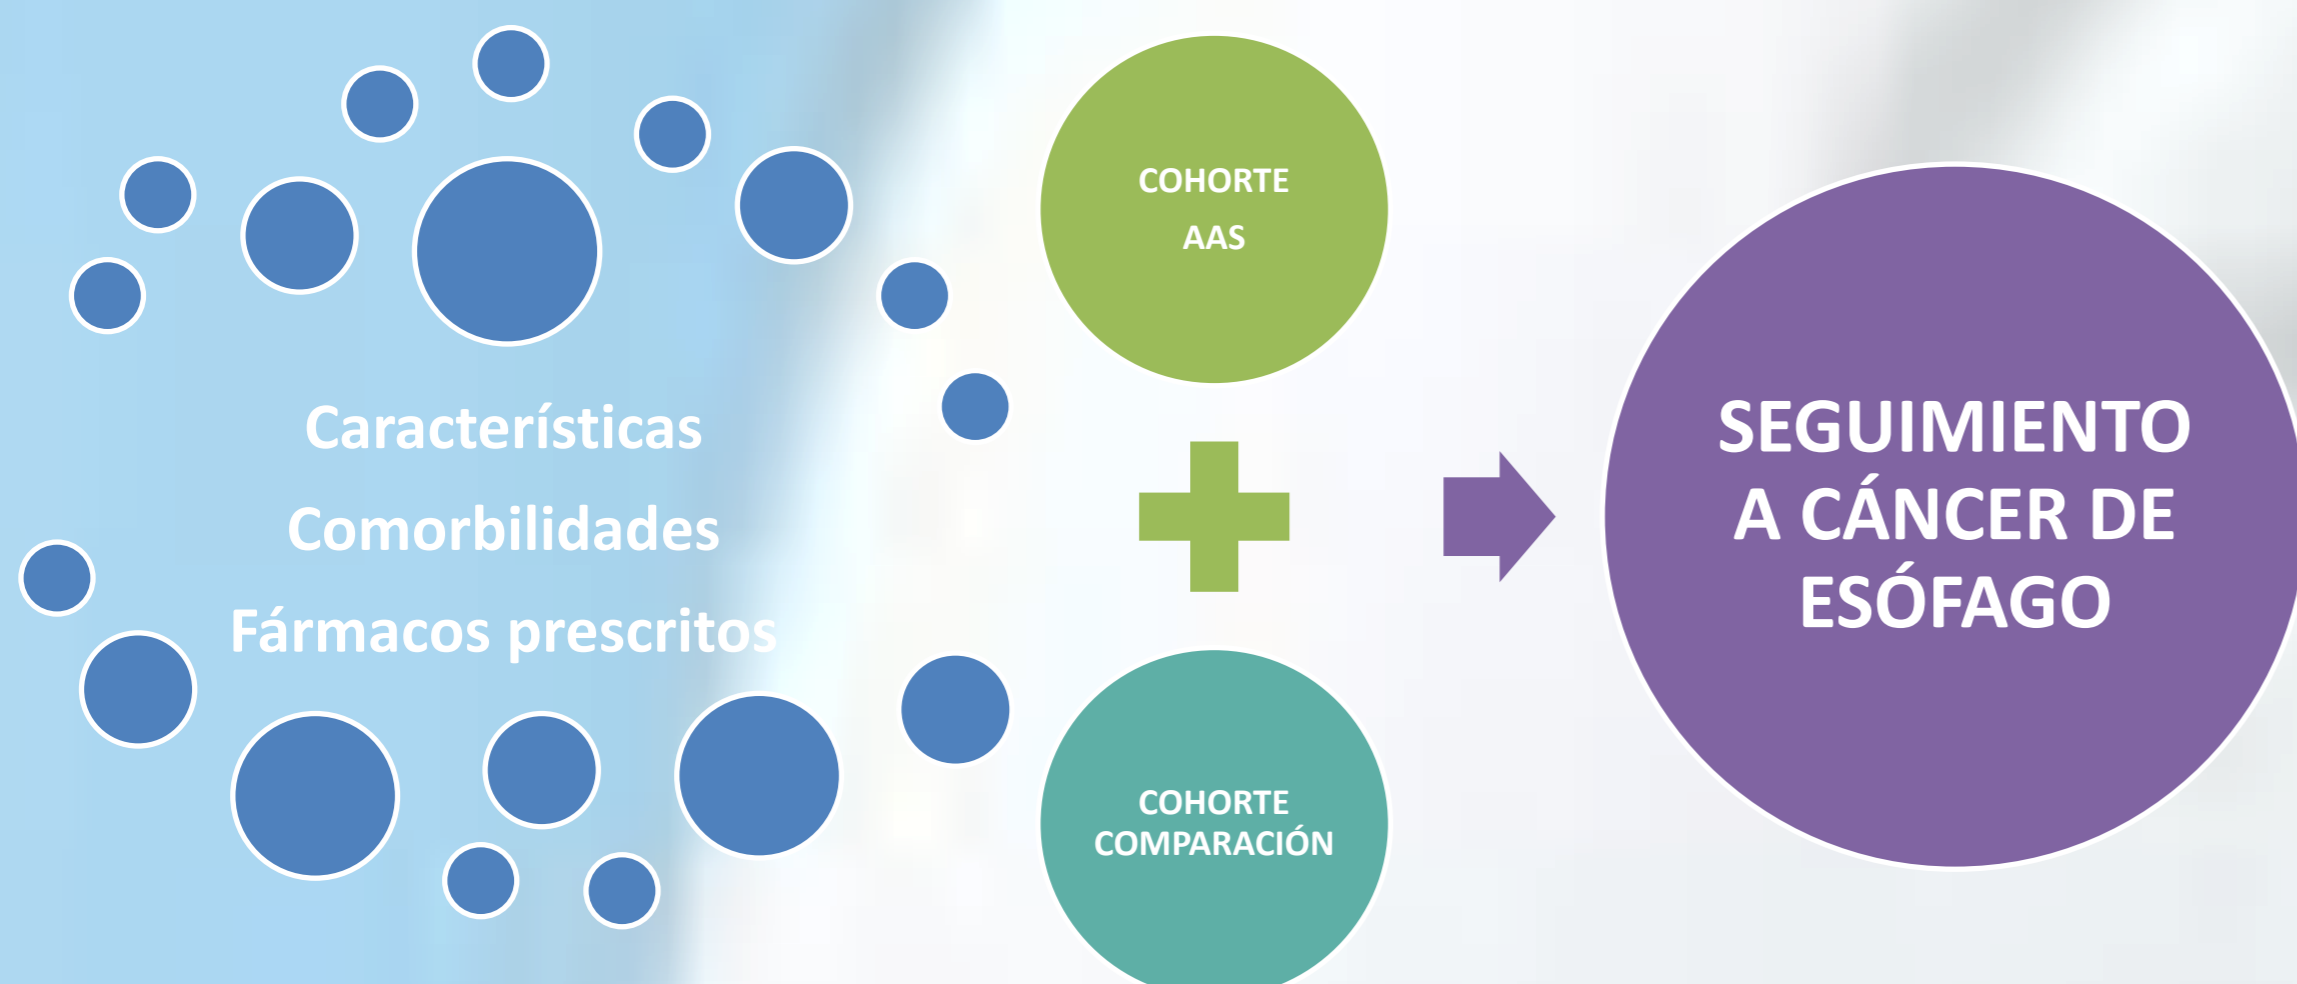 Características
Comorbilidades
Fármacos prescritos
COHORTE
AAS
COHORTE
COMPARACIÓN
SEGUIMIENTO
A CÁNCER DE
ESÓFAGO